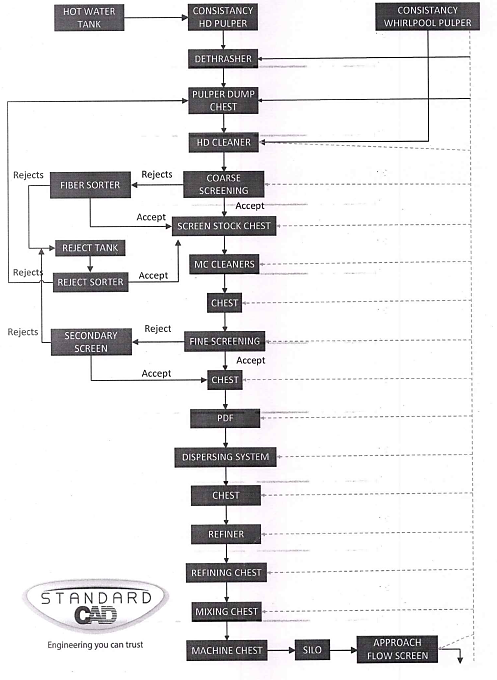 HOT WATER
TANK
CONSISTANCY
HD PULPER
CONSISTANCY
WHIRLPOOL PULPER
DETHRASHER
PULPER DUMP
CHEST
HD CLEANER
Rejects
FIBER SORTER
Rejects
COARSE
SCREENING
Accept
Accept
SCREEN STOCK CHEST
REJECT TANK
MC CLEANERS
Rejects
REJECT SORTER
Accept
CHEST
Rejects
SECONDARY
SCREEN
Reject
FINE SCREENING
Accept
Accept
CHEST
PDF
DISPERSING SYSTEM
CHEST
REFINER
REFINING CHEST
MIXING CHEST
MACHINE CHEST
SILO
APPROACH
FLOW SCREEN
STANDARD
CAD
Engineering you can trust